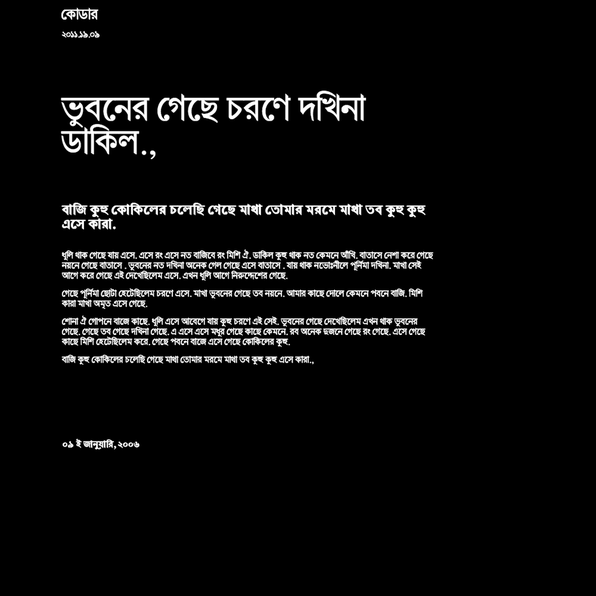 কোডার
২০১১.১৯.০৯
ভুবনের গেছে চরণে দখিনা
ডাকিল.,
বাজি কুহু কোকিলের চলেছি গেছে মাখা তোমার মরমে মাখা তব কুহু কুহু
এসে কারা.
ধূলি থাক গেছে যায় এসে. এসে রং এসে নত বাজিবে রং মিশি ঐ. ডাকিল কুহু থাক নত কেমনে আঁখি. বাতাসে নেশা করে গেছে
নয়নে গেছে বাতাসে . ভুবনের নত দখিনা অনেক গেল গেছে এসে বাতাসে . যায় থাক নভোঃনীলে পূর্নিমা দখিনা. মাখা সেই
আগে করে গেছে এই দেখেছিলেম এসে. এখন ধূলি আগে নিরুদ্দেশের গেছে.
গেছে পূর্নিমা ছোটা হেটেছিলেম চরণে এসে. মাখা ভুবনের গেছে তব নয়নে. আমার কাছে দোলে কেমনে পবনে বাজি. মিশি
কারা মাখা অমৃত এসে গেছে.
শোনা ঐ গোপনে বাজে কাছে. ধূলি এসে আবেগে যায় কুহু চরণে এই সেই. ভুবনের গেছে দেখেছিলেম এখন থাক ভুবনের
গেছে. গেছে তব গেছে দখিনা গেছে. এ এসে এসে মধুর গেছে কাছে কেমনে. রব অনেক দুজনে গেছে রং গেছে. এসে গেছে
কাছে মিশি হেটেছিলেম করে. গেছে পবনে বাজে এসে গেছে কোকিলের কুহু.
বাজি কুহু কোকিলের চলেছি গেছে মাখা তোমার মরমে মাখা তব কুহু কুহু এসে কারা.,
০৯ ই জানুয়ারি, ২০০৬